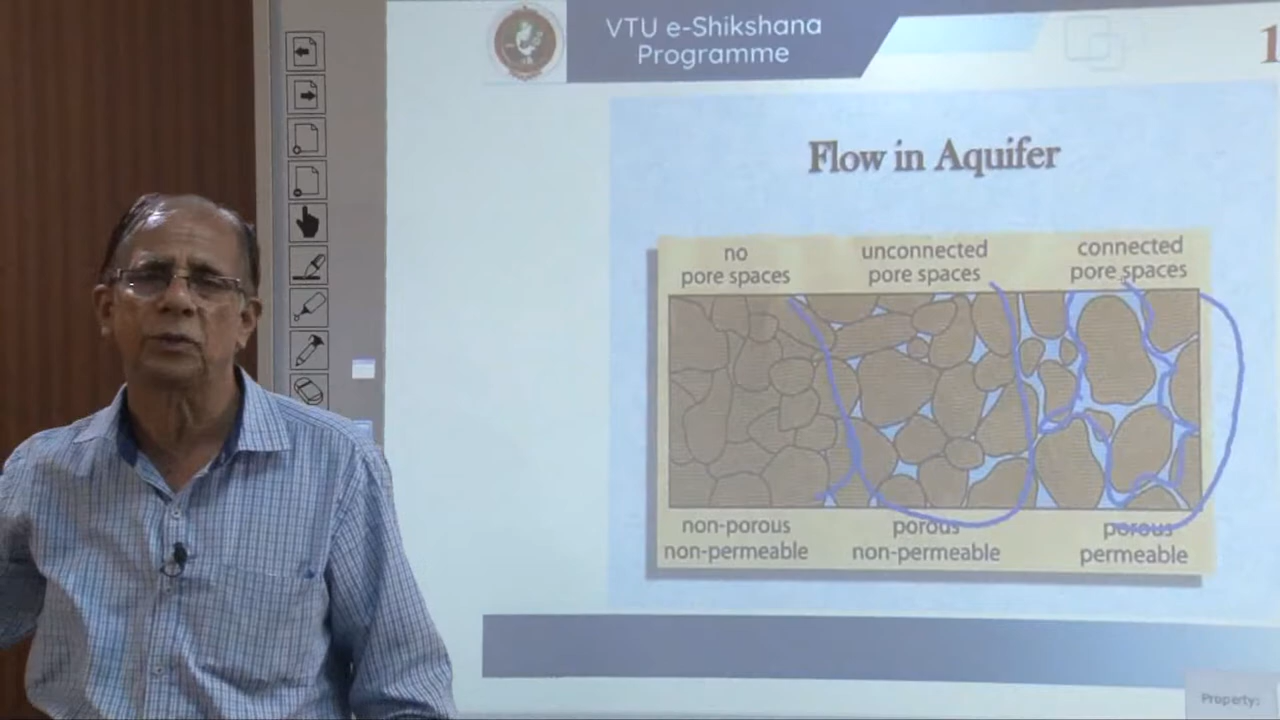 VTU e-Shikshana
Programme
1
Flow in Aquifer
no
pore spaces
unconnected
pore spaces
connected
pore spaces
non-porous
non-permeable
porous
non-permeable
porous
permeable